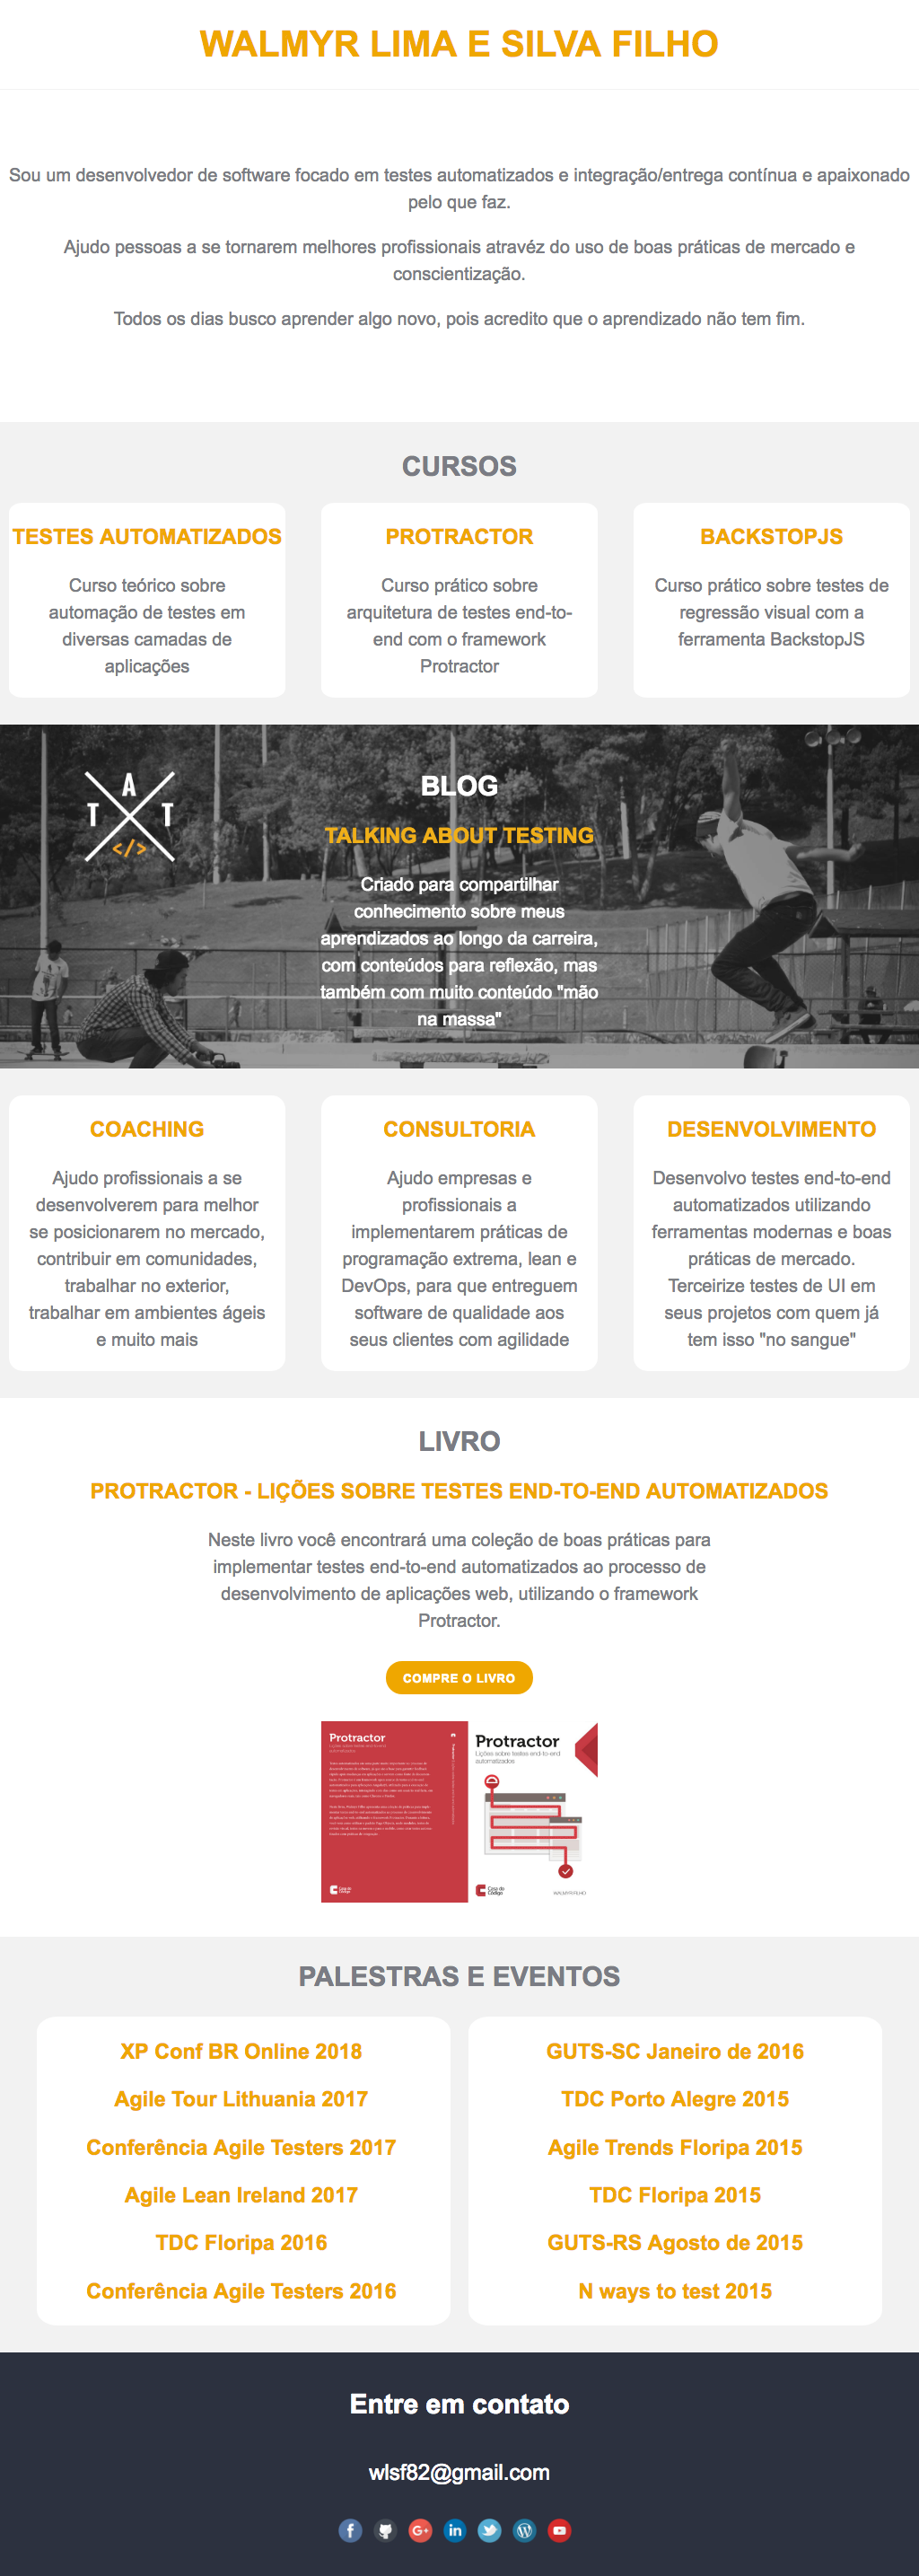 WALMYR LIMA E SILVA FILHO
Sou um desenvolvedor de software focado em testes automatizados e integração/entrega contínua e apaixonado
pelo que faz.
Ajudo pessoas a se tornarem melhores profissionais atravéz do uso de boas práticas de mercado e
conscientização.
Todos os dias busco aprender algo novo, pois acredito que o aprendizado não tem fim.
CURSOS
TESTES AUTOMATIZADOS
Curso teórico sobre
automação de testes em
diversas camadas de
aplicações
PROTRACTOR
Curso prático sobre
arquitetura de testes end-to-
end com o framework
Protractor
BACKSTOPJS
Curso prático sobre testes de
regressão visual com a
ferramenta BackstopJS
A
T T
</>
BLOG
TALKING ABOUT TESTING
Criado para compartilhar
conhecimento sobre meus
aprendizados ao longo da carreira,
com conteúdos para reflexão, mas
também com muito conteúdo "mão
na massa"
COACHING
Ajudo profissionais a se
desenvolverem para melhor
se posicionarem no mercado,
contribuir em comunidades,
trabalhar no exterior,
trabalhar em ambientes ágeis
e muito mais
CONSULTORIA
Ajudo empresas e
profissionais a
implementarem práticas de
programação extrema, lean e
DevOps, para que entreguem
software de qualidade aos
seus clientes com agilidade
DESENVOLVIMENTO
Desenvolvo testes end-to-end
automatizados utilizando
ferramentas modernas e boas
práticas de mercado.
Terceirize testes de UI em
seus projetos com quem já
tem isso "no sangue"
LIVRO
PROTRACTOR - LIÇÕES SOBRE TESTES END-TO-END AUTOMATIZADOS
Neste livro você encontrará uma coleção de boas práticas para
implementar testes end-to-end automatizados ao processo de
desenvolvimento de aplicações web, utilizando o framework
Protractor.
COMPRE O LIVRO
Protractor
Lições sobre testes end-to-end
automatizados
Casa do
Código
Protractor
Lições sobre testes end-to-end
automatizados
Casa do
Código
WALMYR FILHO
PALESTRAS E EVENTOS
XP Conf BR Online 2018
Agile Tour Lithuania 2017
Conferência Agile Testers 2017
Agile Lean Ireland 2017
TDC Floripa 2016
Conferência Agile Testers 2016
GUTS-SC Janeiro de 2016
TDC Porto Alegre 2015
Agile Trends Floripa 2015
TDC Floripa 2015
GUTS-RS Agosto de 2015
N ways to test 2015
Entre em contato
wlsf82@gmail.com